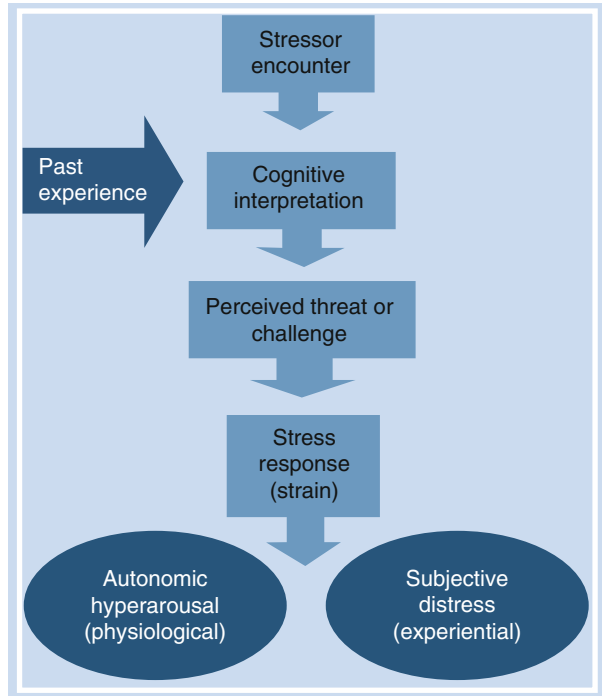 Stressor
encounter
Past
experience
Cognitive
interpretation
Perceived threat or
challenge
Stress
response
(strain)
Autonomic
hyperarousal
(physiological)
Subjective
distress
(experiential)